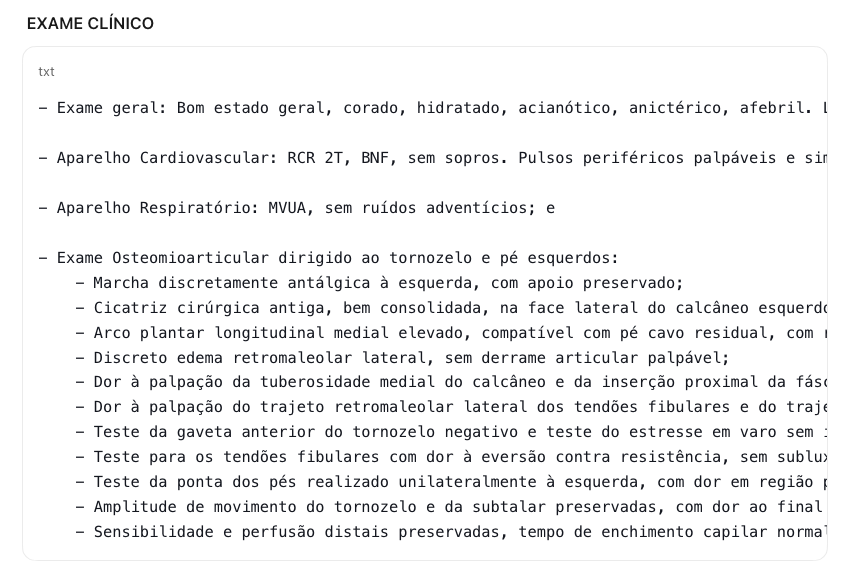 EXAME CLÍNICO
txt
– Exame geral: Bom estado geral, corado, hidratado, acianótico, anictérico, afebril.
– Aparelho Cardiovascular: RCR 2T, BNF, sem sopros. Pulsos periféricos palpáveis e
– Aparelho Respiratório: MVUA, sem ruídos adventícios; e
– Exame Osteomioarticular dirigido ao tornozelo e pé esquerdos:
– Marcha discretamente antálgica à esquerda, com apoio preservado;
– Cicatriz cirúrgica antiga, bem consolidada, na face lateral do calcâneo
– Arco plantar longitudinal medial elevado, compatível com pé cavo residual, com
– Discreto edema retromaleolar lateral, sem derrame articular palpável;
– Dor à palpação da tuberosidade medial do calcâneo e da inserção proximal da
– Dor à palpação do trajeto retromaleolar lateral dos tendões fibulares e do
– Teste da gaveta anterior do tornozelo negativo e teste do estresse em varo sem
– Teste para os tendões fibulares com dor à eversão contra resistência, sem
– Teste da ponta dos pés realizado unilateralmente à esquerda, com dor em região
– Amplitude de movimento do tornozelo e da subtalar preservadas, com dor ao final
– Sensibilidade e perfusão distais preservadas, tempo de enchimento capilar